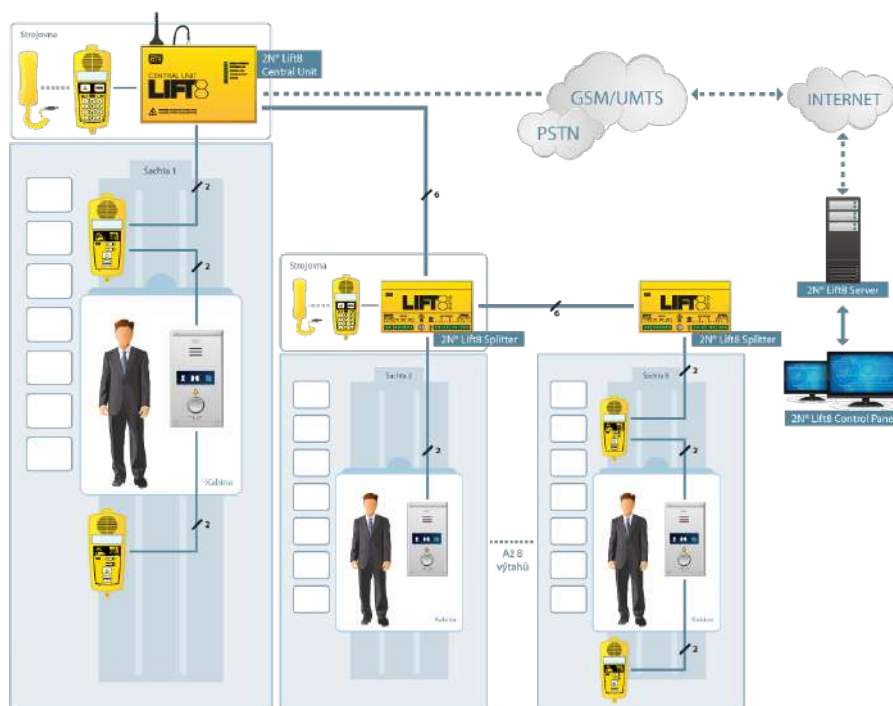 Strojovna
2N® Lift8
Central Unit
CENTRAL UNIT
LIFT8
GSM/UMTS
PSTN
INTERNET
Šachta 1
2
6
2
Strojovna
LIFT8
6
LIFT8
2N® Lift8 Server
2N® Lift8 Splitter
2N® Lift8 Splitter
2N® Lift8 Control Panel
Šachta 2
Šachta 8
2
2
2
Kabina
2
Až 8
výtahů
Kabina
Kabina
2